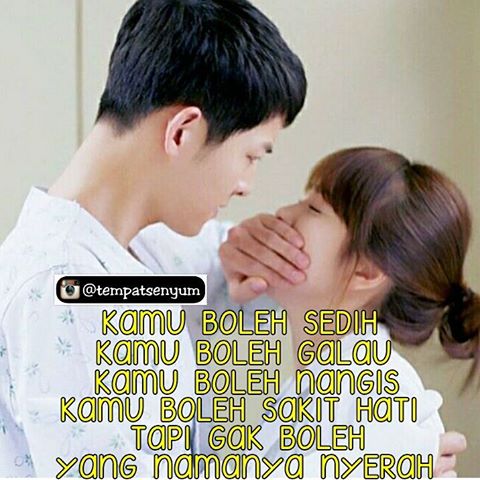 @tempatsenyum
KAMU BOLEH SEDIH
KAMU BOLEH GALAU
KAMU BOLEH NANGIS
KAMU BOLEH SAKIT HATI
TAPI GAK BOLEH
YANG NAMANYA NYERAH